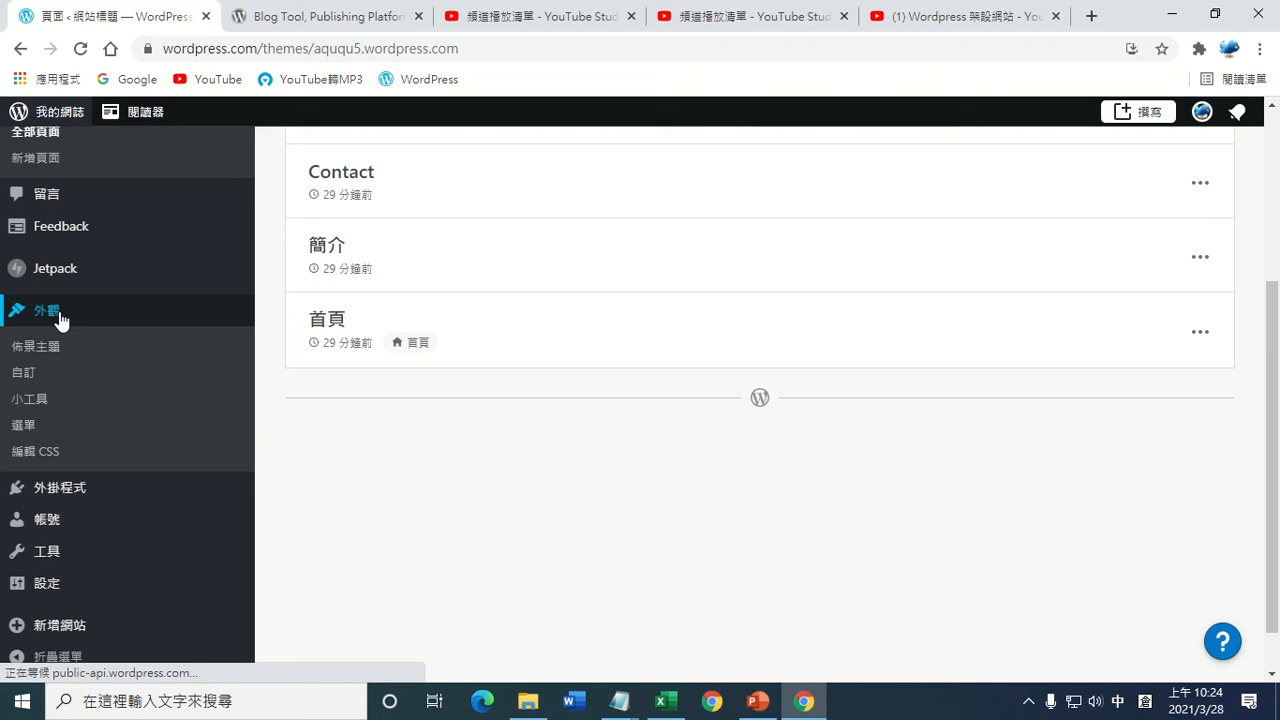 頁面 ‹ 網站標題 — WordPress
Blog Tool, Publishing Platform
頻道播放清單 - YouTube Stud
頻道播放清單 - YouTube Stud
(1) Wordpress 架設網站 - You
wordpress.com/themes/aququ5.wordpress.com
應用程式
Google
YouTube
YouTube轉MP3
WordPress
閱讀清單
我的網誌
閱讀器
撰寫
全部頁面
新增頁面
留言
Feedback
Jetpack
外觀
佈景主題
自訂
小工具
選單
編輯 CSS
外掛程式
帳號
工具
設定
新增網站
折疊選單
Contact
29 分鐘前
簡介
29 分鐘前
首頁
29 分鐘前 首頁
正在等候 public-api.wordpress.com...
在這裡輸入文字來搜尋
中
上午 10:24
2021/3/28